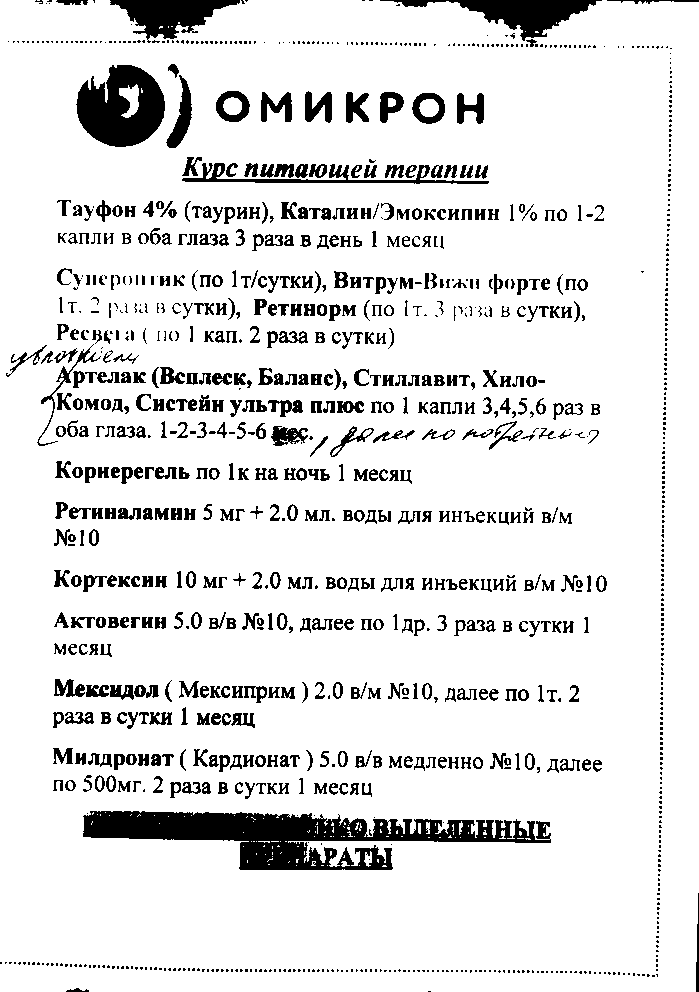 ОМИКРОН
Курс питающей терапии
Тауфон 4% (таурин), Каталин/Эмоксипин 1% по 1-2
капли в оба глаза 3 раза в день 1 месяц
Супероптик (по 1т/сутки), Витрум-Вижн форте (по
1т. 2 раза в сутки), Ретинорм (по 1т. 3 раза в сутки),
Ресвега ( по 1 кап. 2 раза в сутки)
Артелак (Всплеск, Баланс), Стиллавит, Хило-
Комод, Систейн ультра плюс по 1 капли 3,4,5,6 раз в
оба глаза. 1-2-3-4-5-6 мес., далее по
Корнерегель по 1к на ночь 1 месяц
Ретиналамин 5 мг + 2.0 мл. воды для инъекций в/м
№10
Кортексин 10 мг + 2.0 мл. воды для инъекций в/м №10
Актовегин 5.0 в/в №10, далее по 1др. 3 раза в сутки 1
месяц
Мексидол ( Мексиприм ) 2.0 в/м №10, далее по 1т. 2
раза в сутки 1 месяц
Милдронат ( Кардионат ) 5.0 в/в медленно №10, далее
по 500мг. 2 раза в сутки 1 месяц
ВЫДЕЛЕННЫЕ